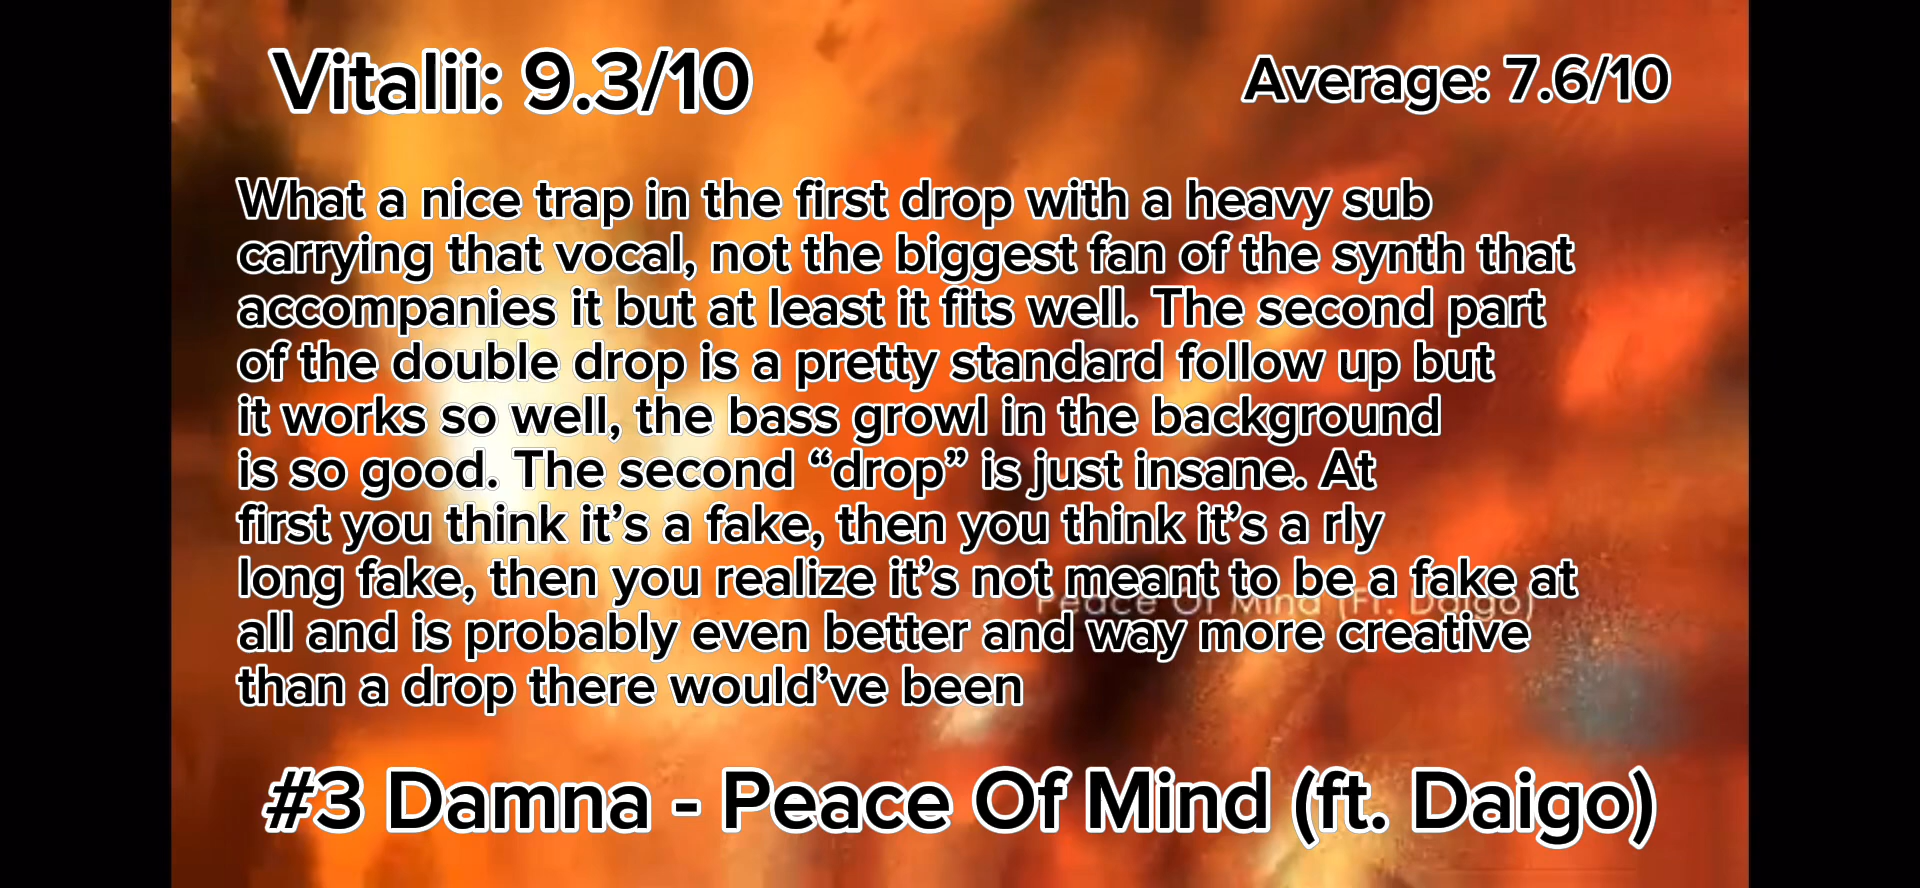 Vitalii: 9.3/10
Average: 7.6/10
What a nice trap in the first drop with a heavy sub
carrying that vocal, not the biggest fan of the synth that
accompanies it but at least it fits well. The second part
of the double drop is a pretty standard follow up but
it works so well, the bass growl in the background
is so good. The second “drop” is just insane. At
first you think it’s a fake, then you think it’s a rly
long fake, then you realize it’s not meant to be a fake at
Peace Of Mind (Ft. Daigo)
all and is probably even better and way more creative
than a drop there would’ve been
#3 Damna - Peace Of Mind (ft. Daigo)